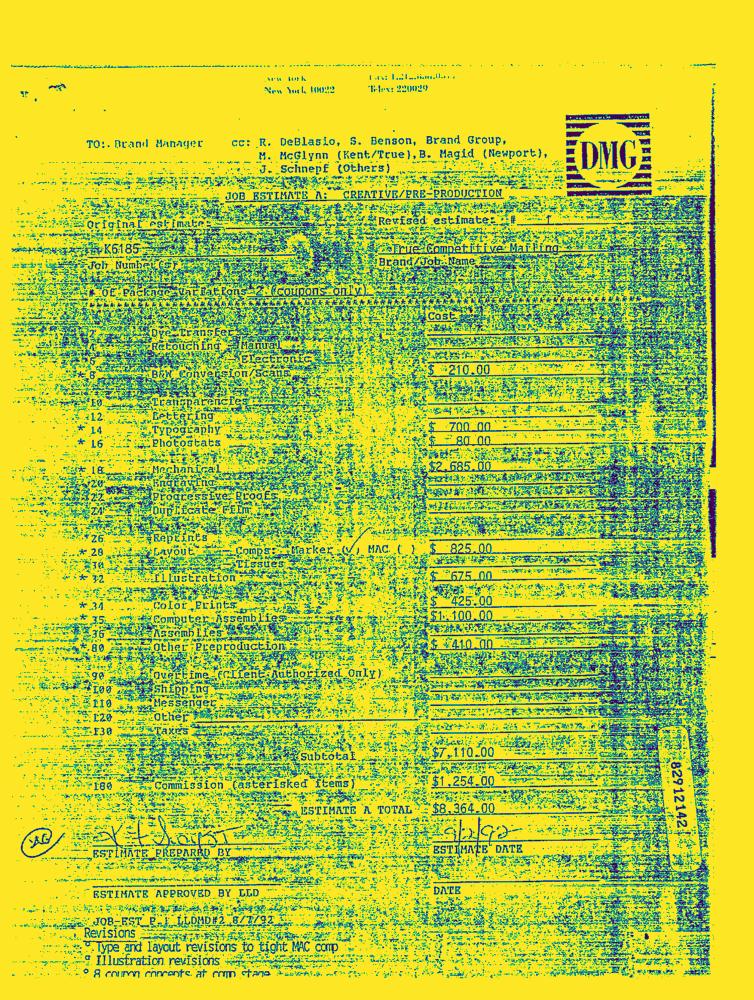 New York
New York 10022 Telex: 220029
DMG
TO: Brand Manager cc: R. DeBlasio, S. Benson, Brand Group,
M. McGlynn (Kent/True), B. Magid (Newport),
J. Schnepf (Others)
JOB ESTIMATE A: CREATIVE/PRE-PRODUCTION
Original estimate: Revised estimate: # 1
K6185 True Competitive Mailing
Job Number(s) Brand/Job Name
# of Package Variations 2 (coupons only)
Cost
Dye Transfer
Retouching Manual
Electronic
* 8 B&W Conversion/Scans $ 210.00
10 Transparencies
12 Lettering
* 14 Typography $ 700.00
* 16 Photostats $ 80.00
* 18 Mechanical $2,685.00
20 Engraving
22 Progressive Proofs
24 Duplicate Film
26 Reprints
* 28 Layout Comps: Marker (✓) MAC ( ) $ 825.00
30 Tissues
* 32 Illustration $ 675.00
* 34 Color Prints $ 425.00
* 35 Computer Assemblies $1,100.00
* 36 Assemblies
* 80 Other Preproduction $ 410.00
90 Overtime (Client Authorized Only)
100 Shipping
110 Messenger
120 Other
130 Taxes
Subtotal $7,110.00
180 Commission (asterisked items) $1,254.00
ESTIMATE A TOTAL $8,364.00
ESTIMATE PREPARED BY ESTIMATE DATE
ESTIMATE APPROVED BY LLD DATE
JOB-EST P.1 LLDMD#2 8/7/92
Revisions
° Type and layout revisions to tight MAC comp
° Illustration revisions
° 8 coupon concepts at comp stage
82912142